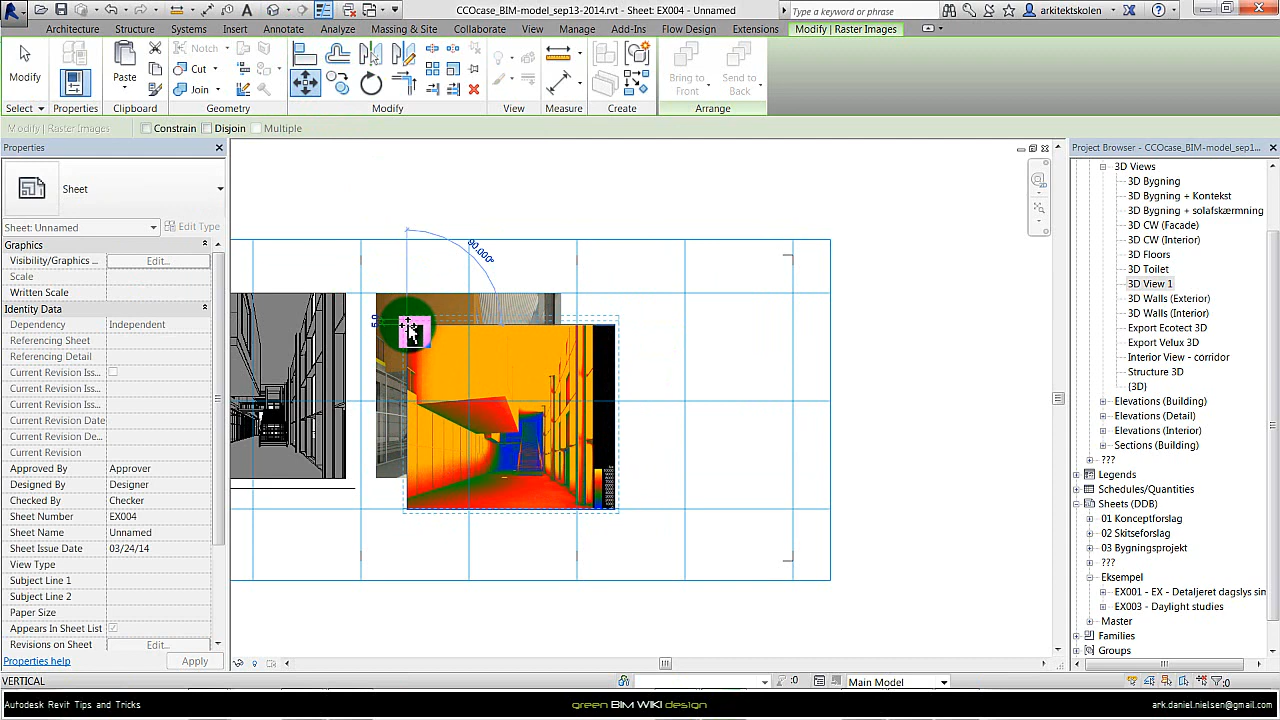 CCOcase_BIM-model_sep13-2014.rvt - Sheet: EX004 - Unnamed
Type a keyword or phrase
arkitektskolen
Architecture Structure Systems Insert Annotate Analyze Massing & Site Collaborate View Manage Add-Ins Flow Design Extensions Modify | Raster Images
Modify
Paste
Notch
Cut
Join
Bring to Front
Send to Back
Select Properties Clipboard Geometry Modify View Measure Create Arrange
Modify | Raster Images Constrain Disjoin Multiple
Properties
Sheet
Sheet: Unnamed
Edit Type
Graphics
Visibility/Graphics ... Edit...
Scale
Written Scale
Identity Data
Dependency Independent
Referencing Sheet
Referencing Detail
Current Revision Iss...
Current Revision Iss...
Current Revision Iss...
Current Revision Date
Current Revision De...
Current Revision
Approved By Approver
Designed By Designer
Checked By Checker
Sheet Number EX004
Sheet Name Unnamed
Sheet Issue Date 03/24/14
View Type
Subject Line 1
Subject Line 2
Paper Size
Appears In Sheet List
Revisions on Sheet Edit...
Properties help
Apply
90.000°
Project Browser - CCOcase_BIM-model_sep1...
3D Views
3D Bygning
3D Bygning + Kontekst
3D Bygning + solafskærmning
3D CW (Facade)
3D CW (Interior)
3D Floors
3D Toilet
3D View 1
3D Walls (Exterior)
3D Walls (Interior)
Export Ecotect 3D
Export Velux 3D
Interior View - corridor
Structure 3D
{3D}
Elevations (Building)
Elevations (Detail)
Elevations (Interior)
Sections (Building)
???
Legends
Schedules/Quantities
Sheets (DDB)
01 Konceptforslag
02 Skitseforslag
03 Bygningsprojekt
???
Eksempel
EX001 - EX - Detaljeret dagslys sim
EX003 - Daylight studies
Master
Families
Groups
VERTICAL
:0
Main Model
:0
Autodesk Revit Tips and Tricks
green BIM WIKI design
ark.daniel.nielsen@gmail.com